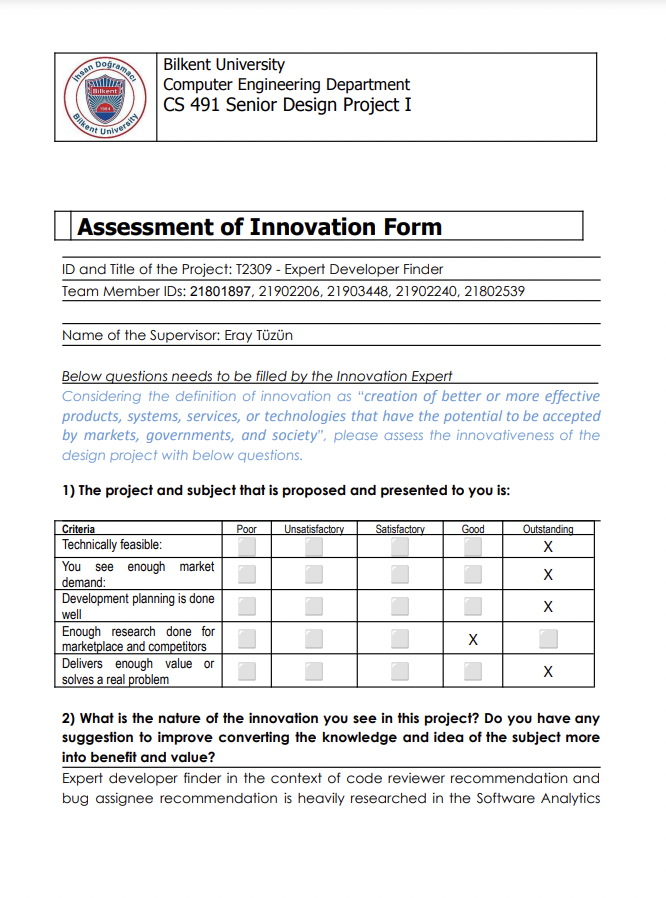 İhsan Doğramacı
Bilkent
1984
Bilkent University
Bilkent University
Computer Engineering Department
CS 491 Senior Design Project I
Assessment of Innovation Form
ID and Title of the Project: T2309 - Expert Developer Finder
Team Member IDs: 21801897, 21902206, 21903448, 21902240, 21802539
Name of the Supervisor: Eray Tüzün
Below questions needs to be filled by the Innovation Expert
Considering the definition of innovation as “creation of better or more effective
products, systems, services, or technologies that have the potential to be accepted
by markets, governments, and society”, please assess the innovativeness of the
design project with below questions.
1) The project and subject that is proposed and presented to you is:
Criteria Poor Unsatisfactory Satisfactory Good Outstanding
Technically feasible: X
You see enough market
demand: X
Development planning is done
well X
Enough research done for
marketplace and competitors X
Delivers enough value or
solves a real problem X
2) What is the nature of the innovation you see in this project? Do you have any
suggestion to improve converting the knowledge and idea of the subject more
into benefit and value?
Expert developer finder in the context of code reviewer recommendation and
bug assignee recommendation is heavily researched in the Software Analytics